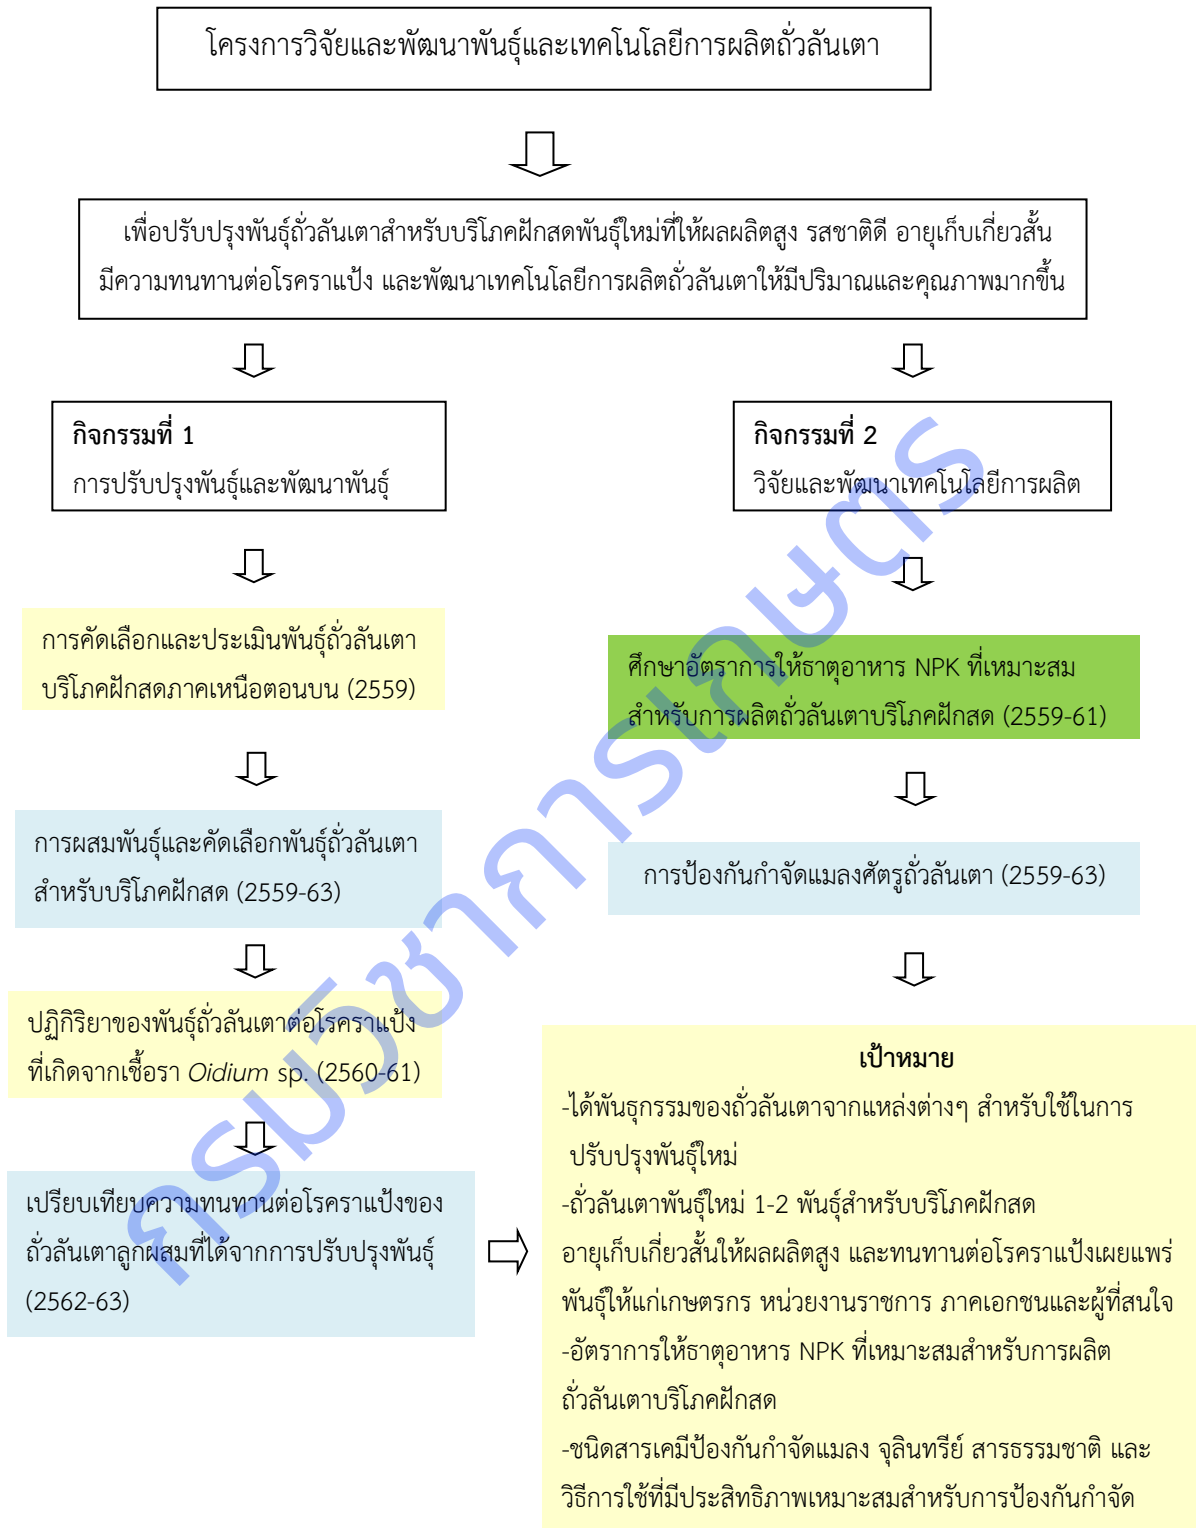 โครงการวิจัยและพัฒนาพันธุ์และเทคโนโลยีการผลิตถั่วลันเตา
เพื่อปรับปรุงพันธุ์ถั่วลันเตาสำหรับบริโภคฝักสดพันธุ์ใหม่ที่ให้ผลผลิตสูง รสชาติดี อายุเก็บเกี่ยวสั้น
มีความทนทานต่อโรคราแป้ง และพัฒนาเทคโนโลยีการผลิตถั่วลันเตาให้มีปริมาณและคุณภาพมากขึ้น
กิจกรรมที่ 1
การปรับปรุงพันธุ์และพัฒนาพันธุ์
การคัดเลือกและประเมินพันธุ์ถั่วลันเตา
บริโภคฝักสดภาคเหนือตอนบน (2559)
การผสมพันธุ์และคัดเลือกพันธุ์ถั่วลันเตา
สำหรับบริโภคฝักสด (2559-63)
ปฏิกิริยาของพันธุ์ถั่วลันเตาต่อโรคราแป้ง
ที่เกิดจากเชื้อรา Oidium sp. (2560-61)
เปรียบเทียบความทนทานต่อโรคราแป้งของ
ถั่วลันเตาลูกผสมที่ได้จากการปรับปรุงพันธุ์
(2562-63)
กิจกรรมที่ 2
วิจัยและพัฒนาเทคโนโลยีการผลิต
ศึกษาอัตราการให้ธาตุอาหาร NPK ที่เหมาะสม
สำหรับการผลิตถั่วลันเตาบริโภคฝักสด (2559-61)
การป้องกันกำจัดแมลงศัตรูถั่วลันเตา (2559-63)
เป้าหมาย
-ได้พันธุกรรมของถั่วลันเตาจากแหล่งต่างๆ สำหรับใช้ในการ
ปรับปรุงพันธุ์ใหม่
-ถั่วลันเตาพันธุ์ใหม่ 1-2 พันธุ์สำหรับบริโภคฝักสด
อายุเก็บเกี่ยวสั้นให้ผลผลิตสูง และทนทานต่อโรคราแป้งเผยแพร่
พันธุ์ให้แก่เกษตรกร หน่วยงานราชการ ภาคเอกชนและผู้ที่สนใจ
-อัตราการให้ธาตุอาหาร NPK ที่เหมาะสมสำหรับการผลิต
ถั่วลันเตาบริโภคฝักสด
-ชนิดสารเคมีป้องกันกำจัดแมลง จุลินทรีย์ สารธรรมชาติ และ
วิธีการใช้ที่มีประสิทธิภาพเหมาะสมสำหรับการป้องกันกำจัด
กรมวิชาการเกษตร